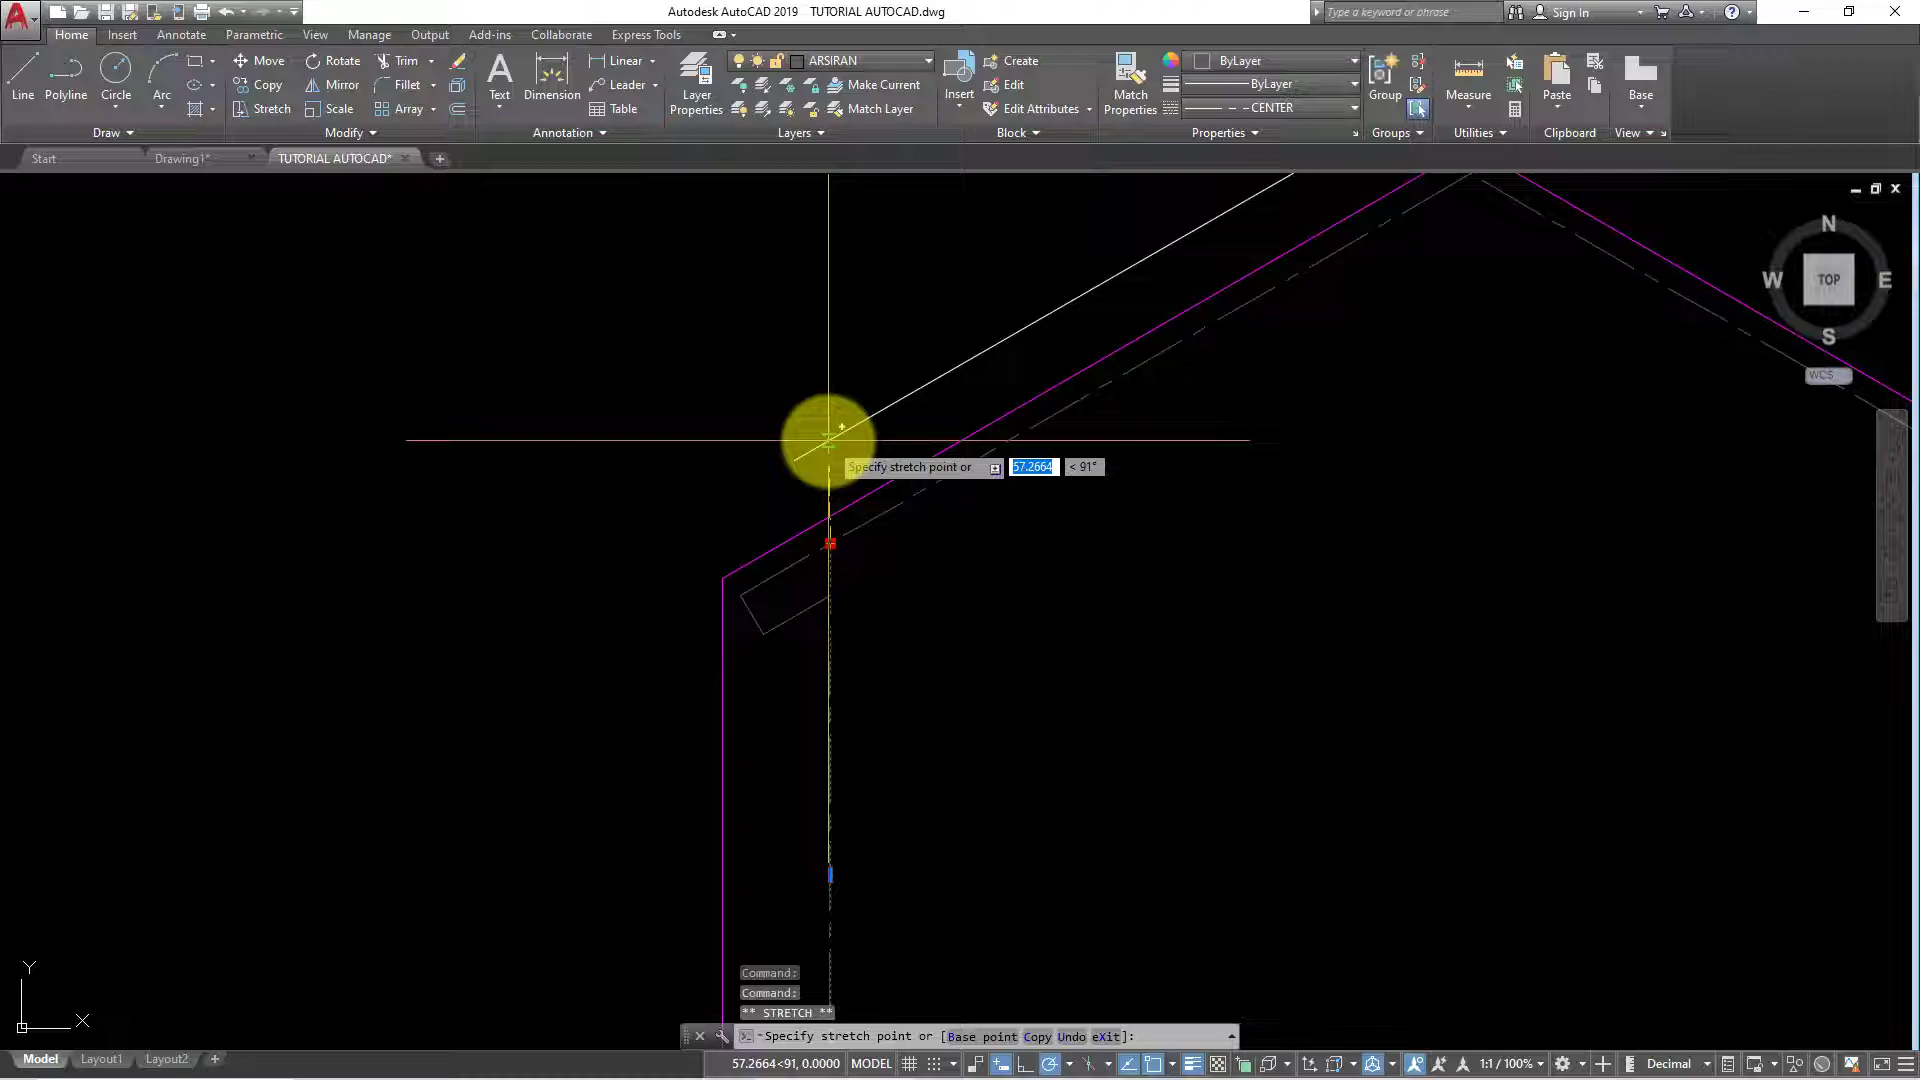 Autodesk AutoCAD 2019 TUTORIAL AUTOCAD.dwg
Type a keyword or phrase
Sign In
Home Insert Annotate Parametric View Manage Output Add-ins Collaborate Express Tools
Line Polyline Circle Arc
Move Rotate Trim
Copy Mirror Fillet
Stretch Scale Array
Text Dimension
Linear
Leader
Table
Layer Properties
ARSIRAN
Make Current
Match Layer
Insert
Create
Edit
Edit Attributes
Match Properties
ByLayer
ByLayer
CENTER
Group
Measure
Paste
Base
Draw Modify Annotation Layers Block Properties Groups Utilities Clipboard View
Start Drawing1* TUTORIAL AUTOCAD*
N
W TOP E
S
WCS
Specify stretch point or 57.2664 < 91°
Y
X
Command:
Command:
** STRETCH **
Specify stretch point or [Base point Copy Undo eXit]:
Model Layout1 Layout2
57.2664<91, 0.0000 MODEL 1:1 / 100% Decimal